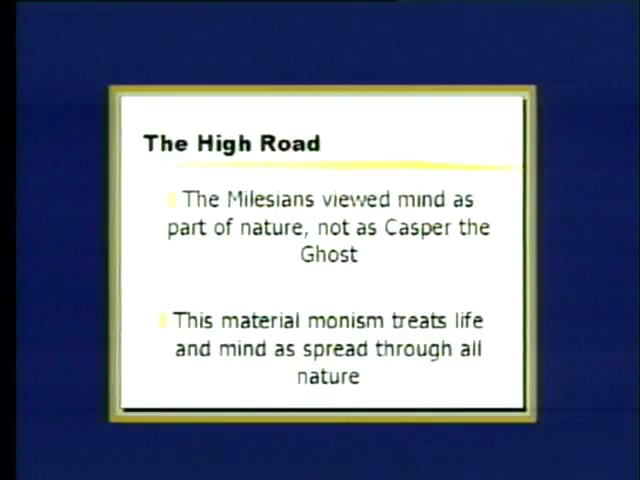 The High Road
The Milesians viewed mind as
part of nature, not as Casper the
Ghost
This material monism treats life
and mind as spread through all
nature